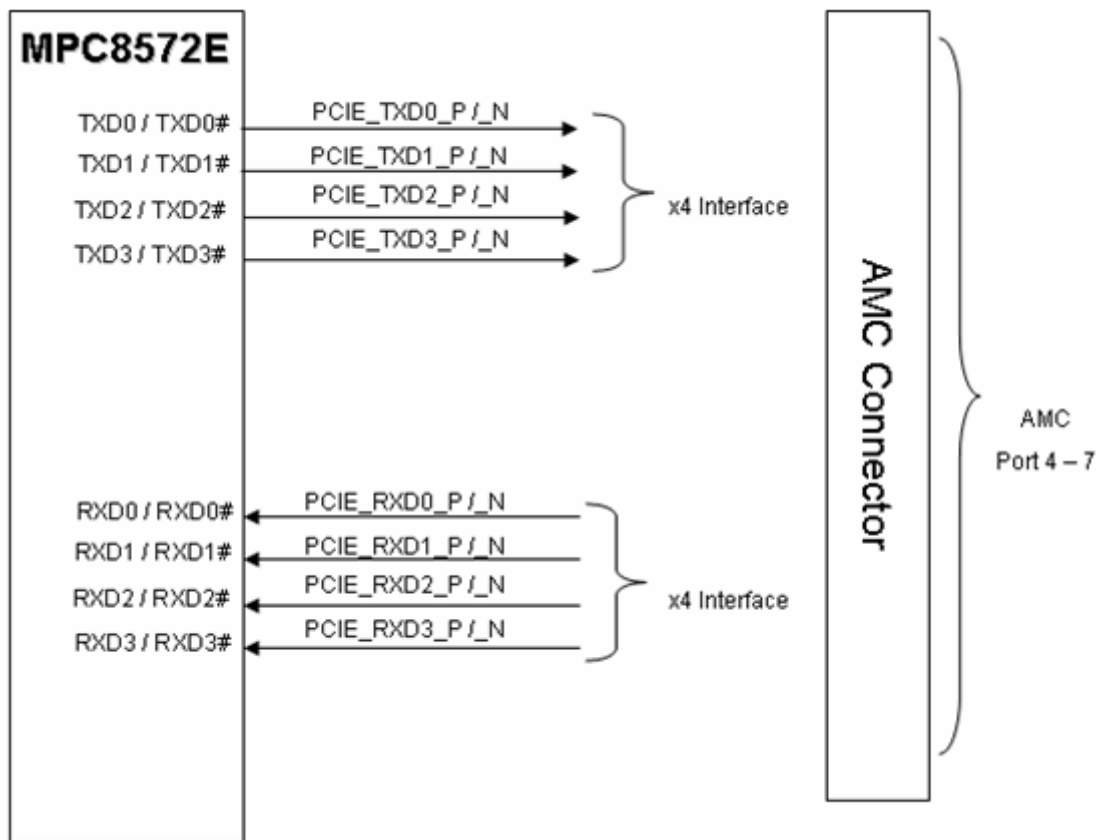 MPC8572E
TXD0 / TXD0# PCIE_TXD0_P /_N
TXD1 / TXD1# PCIE_TXD1_P /_N
TXD2 / TXD2# PCIE_TXD2_P /_N
TXD3 / TXD3# PCIE_TXD3_P /_N
x4 Interface
RXD0 / RXD0# PCIE_RXD0_P /_N
RXD1 / RXD1# PCIE_RXD1_P /_N
RXD2 / RXD2# PCIE_RXD2_P /_N
RXD3 / RXD3# PCIE_RXD3_P /_N
x4 Interface
AMC Connector
AMC
Port 4 – 7